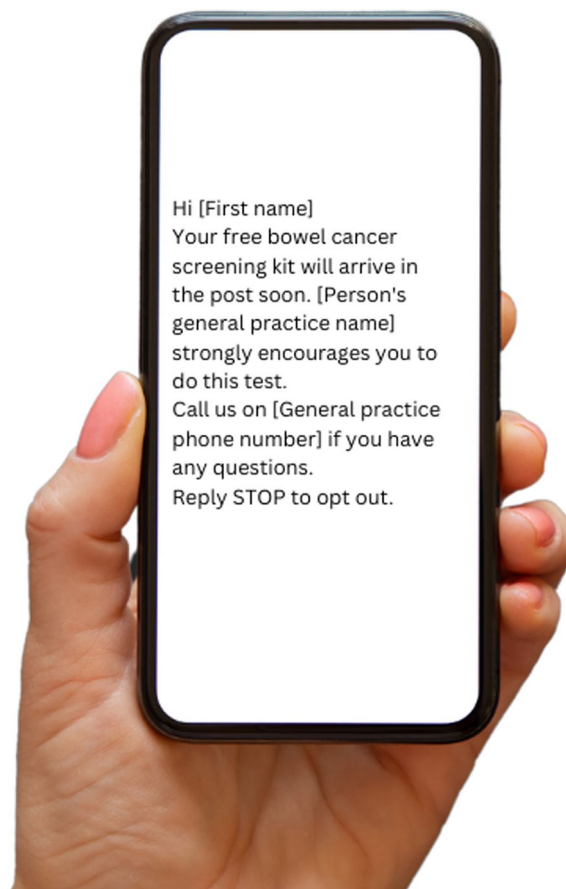 Hi [First name]
Your free bowel cancer
screening kit will arrive in
the post soon. [Person's
general practice name]
strongly encourages you to
do this test.
Call us on [General practice
phone number] if you have
any questions.
Reply STOP to opt out.